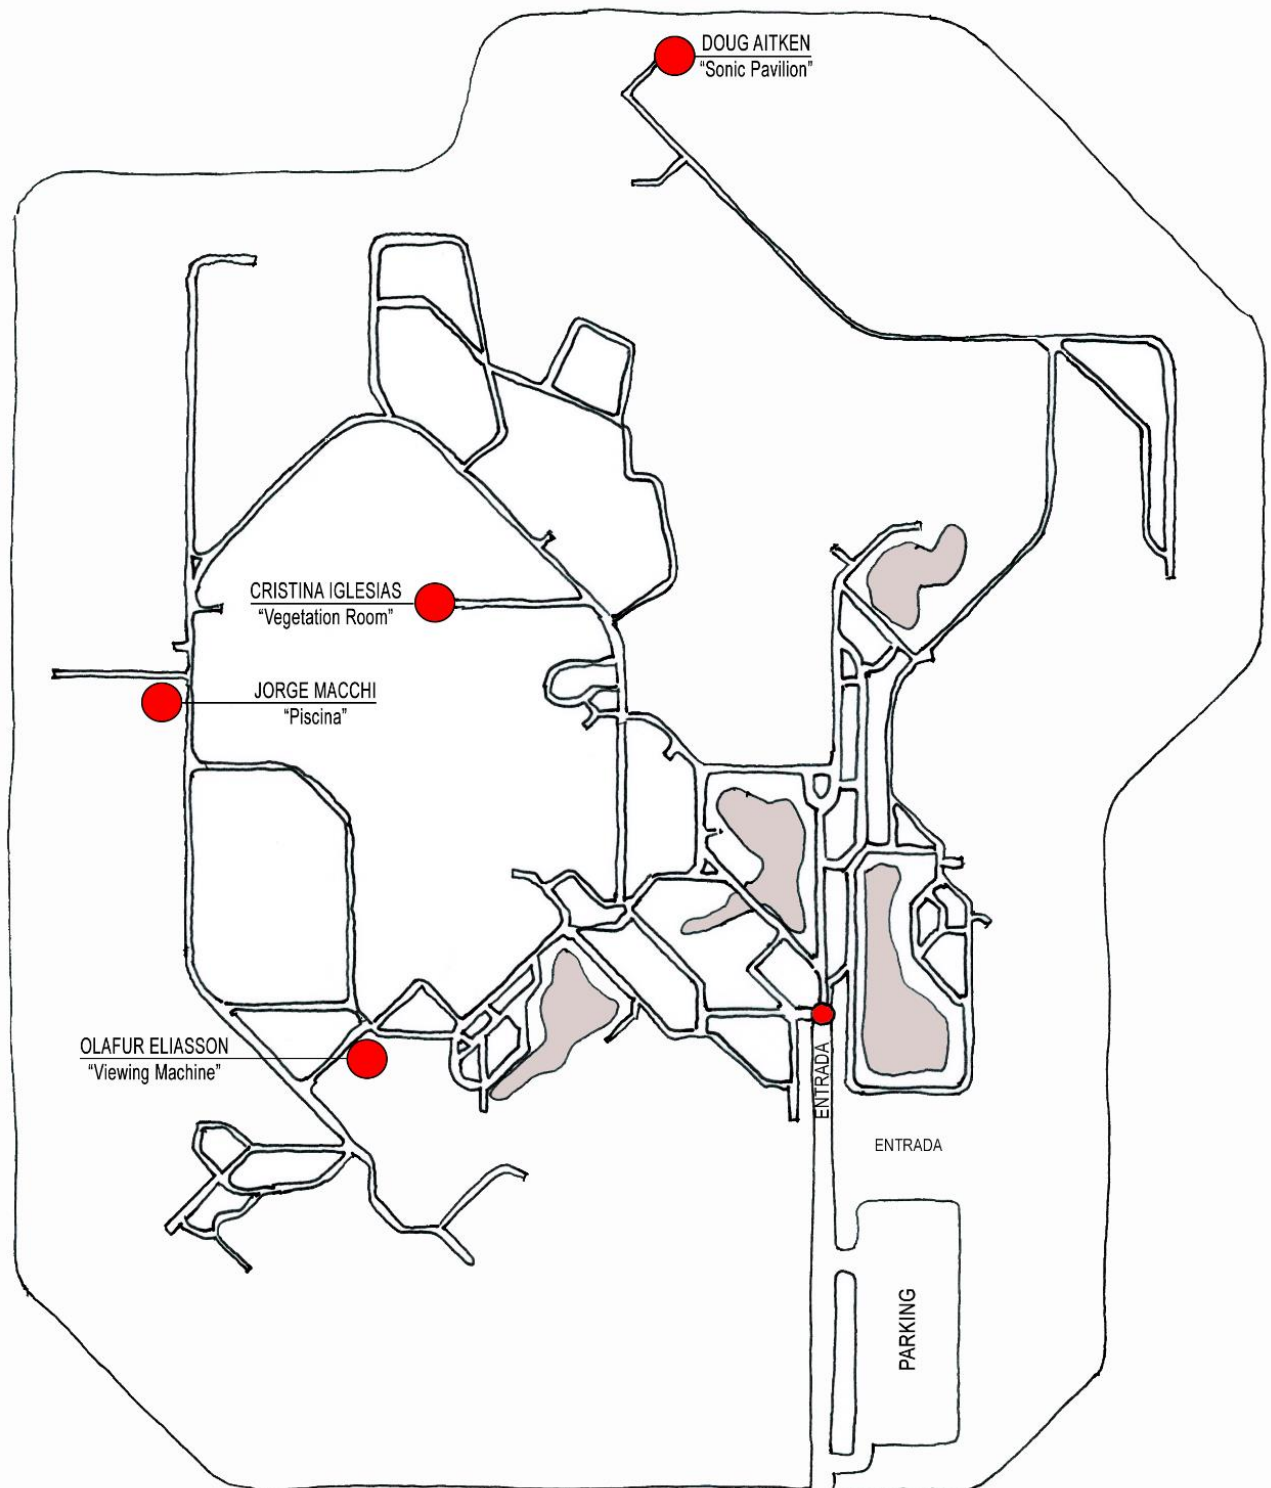 DOUG AITKEN
“Sonic Pavilion”
CRISTINA IGLESIAS
“Vegetation Room”
JORGE MACCHI
“Piscina”
OLAFUR ELIASSON
“Viewing Machine”
ENTRADA
ENTRADA
PARKING